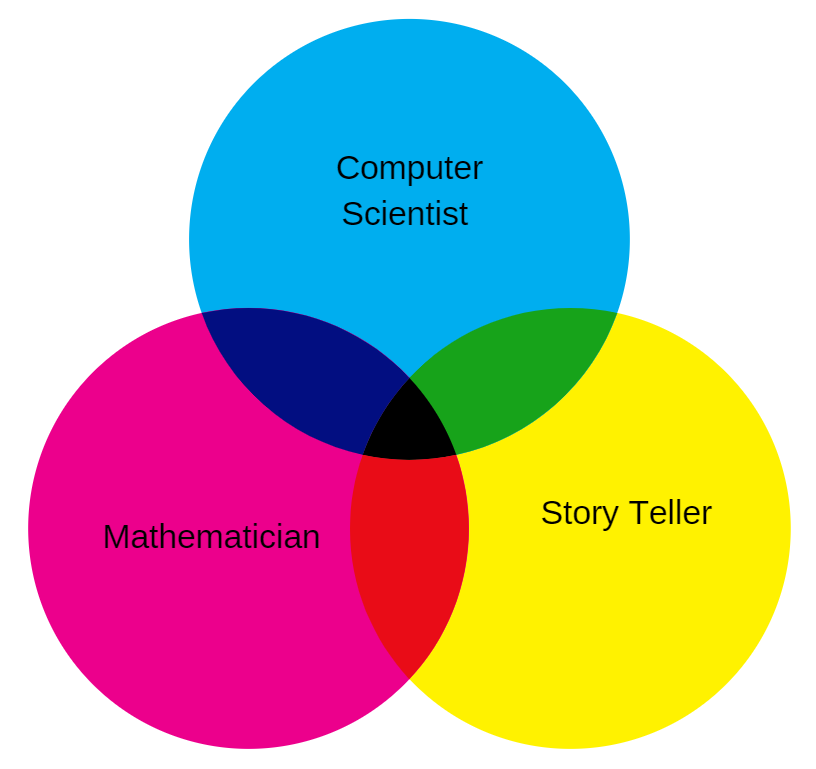 Computer
Scientist
Story Teller
Mathematician